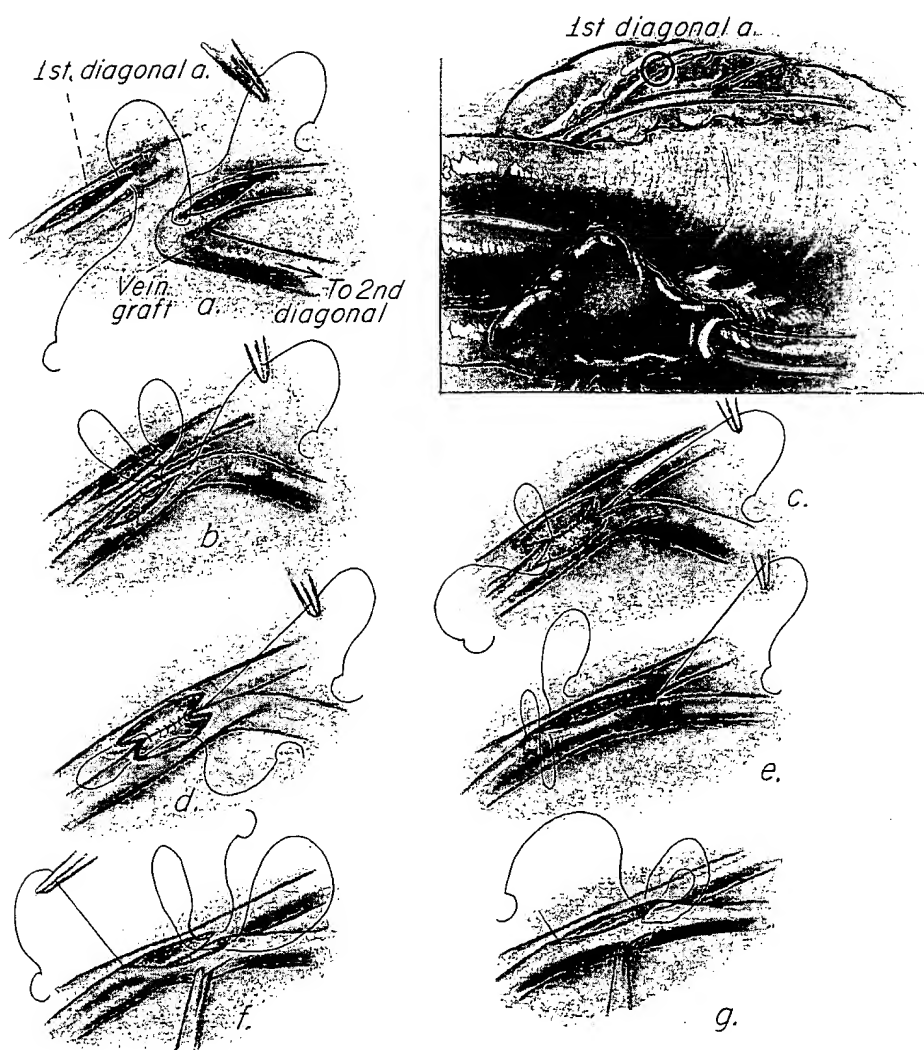 1st diagonal a.
1st. diagonal a.
Vein
graft
a.
To 2nd
diagonal
b.
c.
d.
e.
f.
g.